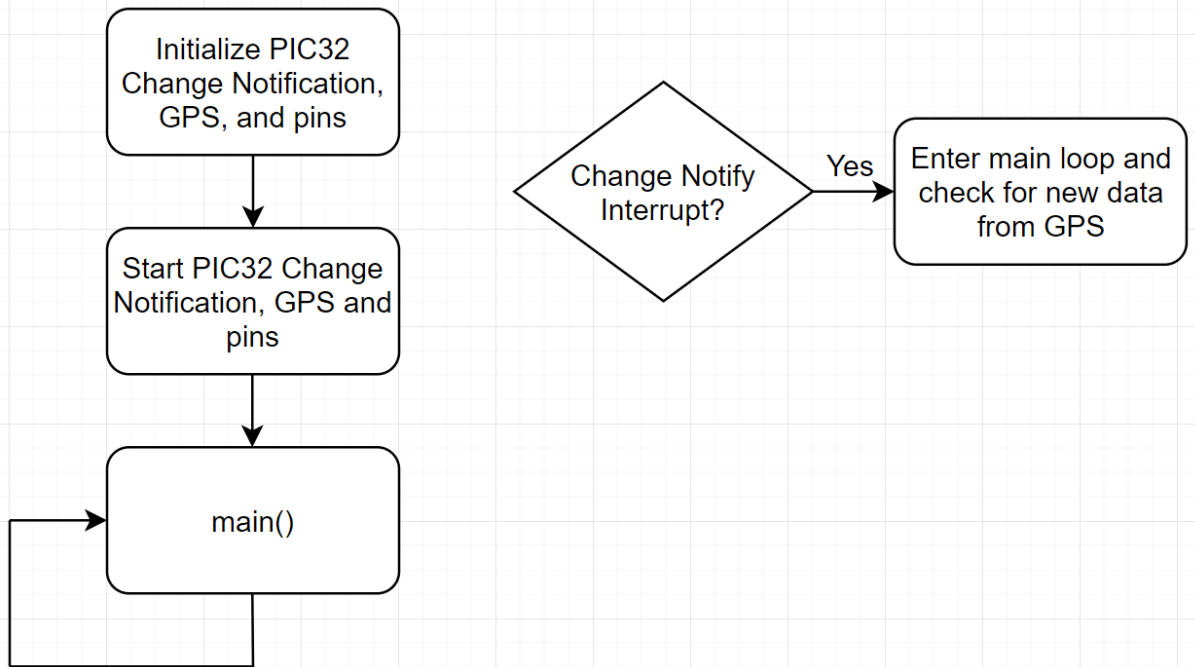 Initialize PIC32
Change Notification,
GPS, and pins
Start PIC32 Change
Notification, GPS and
pins
main()
Change Notify
Interrupt?
Yes
Enter main loop and
check for new data
from GPS